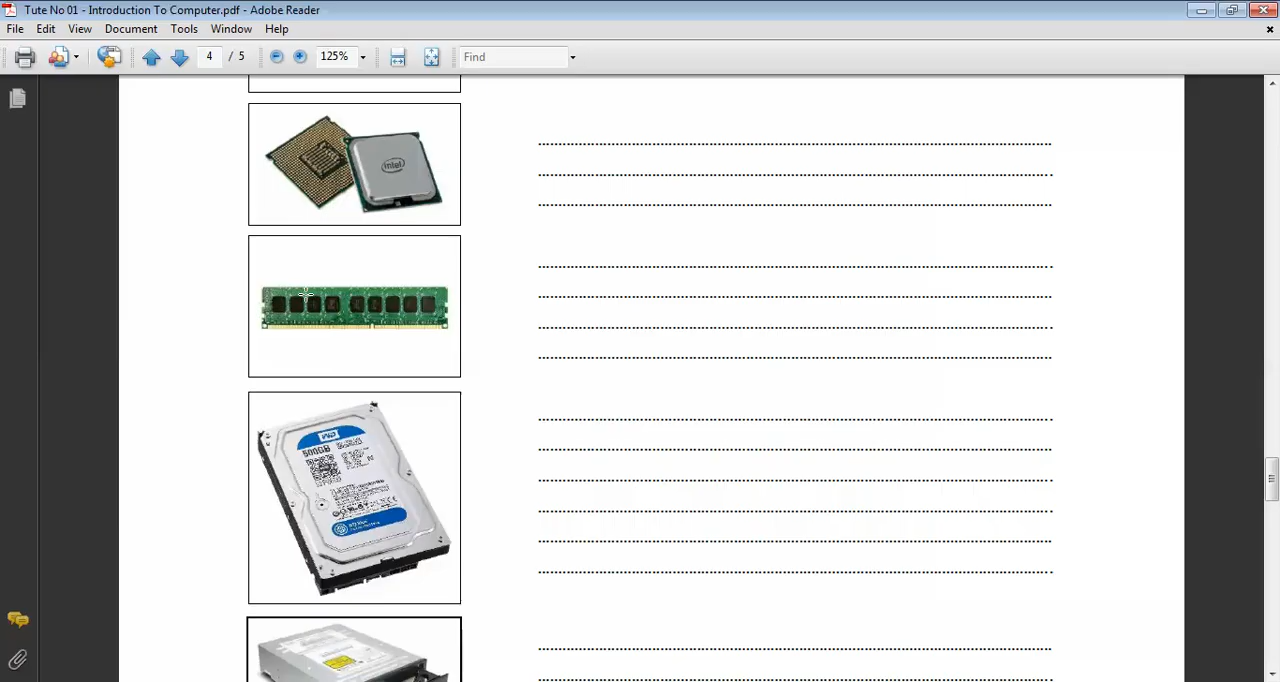 Tute No 01 - Introduction To Computer.pdf - Adobe Reader
File Edit View Document Tools Window Help
4 / 5 125% Find
intel
WD
500GB